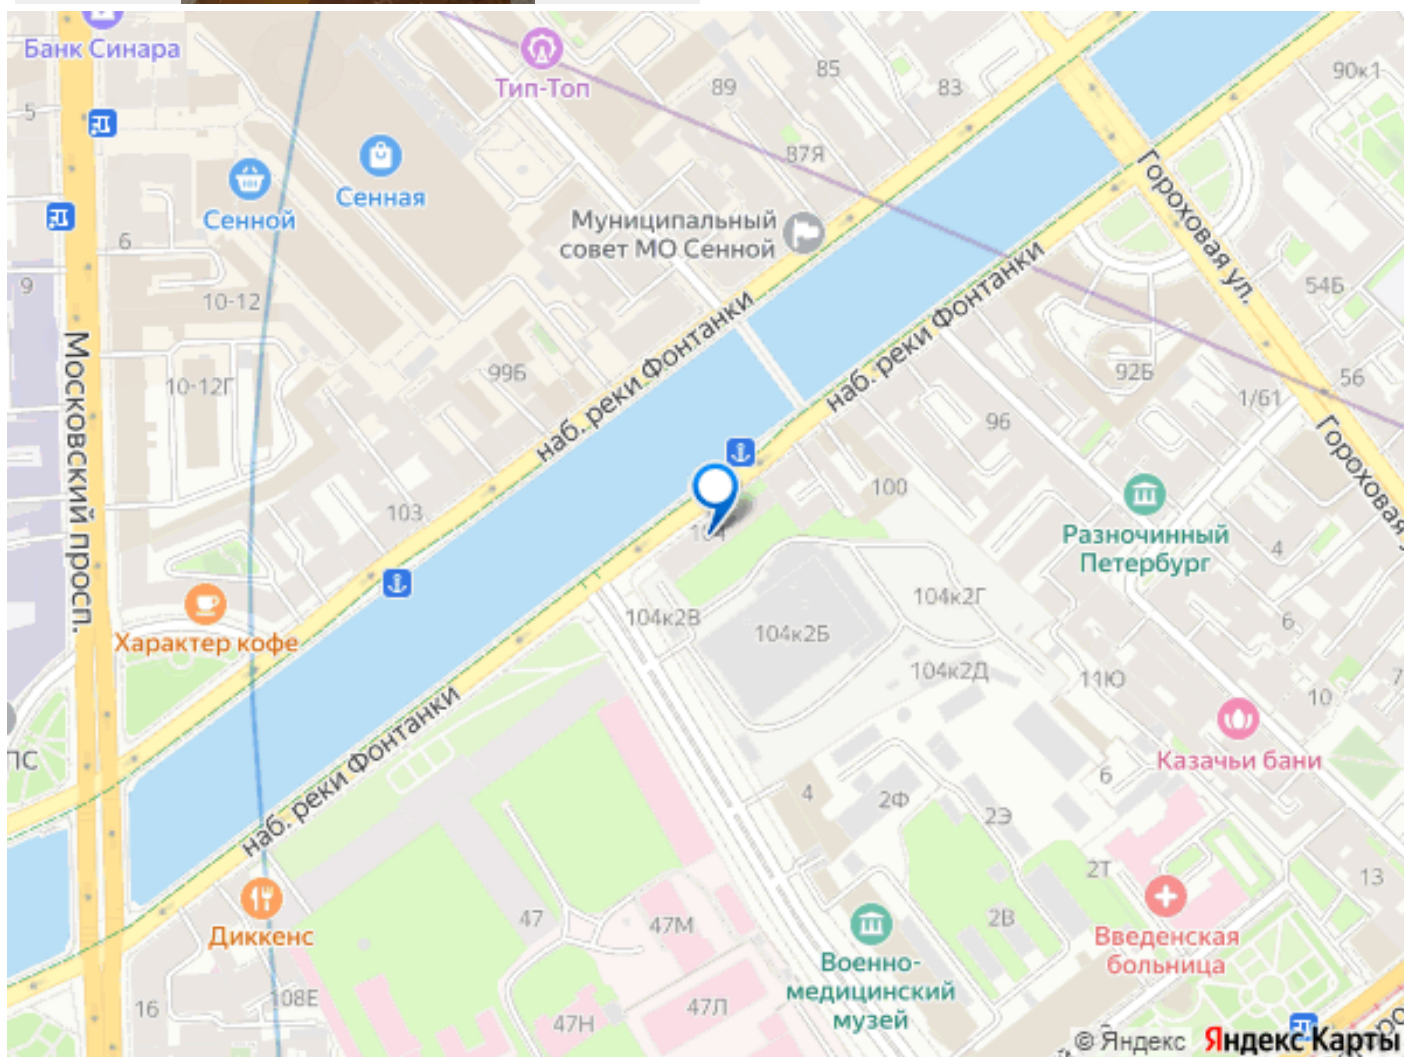 Банк Синара
Тип-Топ
89
85
83
90к1
5
87Я
Сенной
Сенная
Муниципальный
совет МО Сенной
Гороховая ул.
6
9
10-12
54Б
Московский просп.
наб. реки Фонтанки
наб. реки Фонтанки
10-12Г
99Б
92Б
56
1/61
96
Гороховая
103
100
104
Разночинный
Петербург
4
Характер кофе
104к2В
104к2Б
104к2Г
6
104к2Д
11Ю
10
7
ПС
наб. реки Фонтанки
Казачьи бани
6
4
2Ф
2Э
2Т
13
Диккенс
47
47М
2В
Введенская
больница
Военно-
медицинский
музей
16
108Е
47Н
47Л
© Яндекс Яндекс Карты